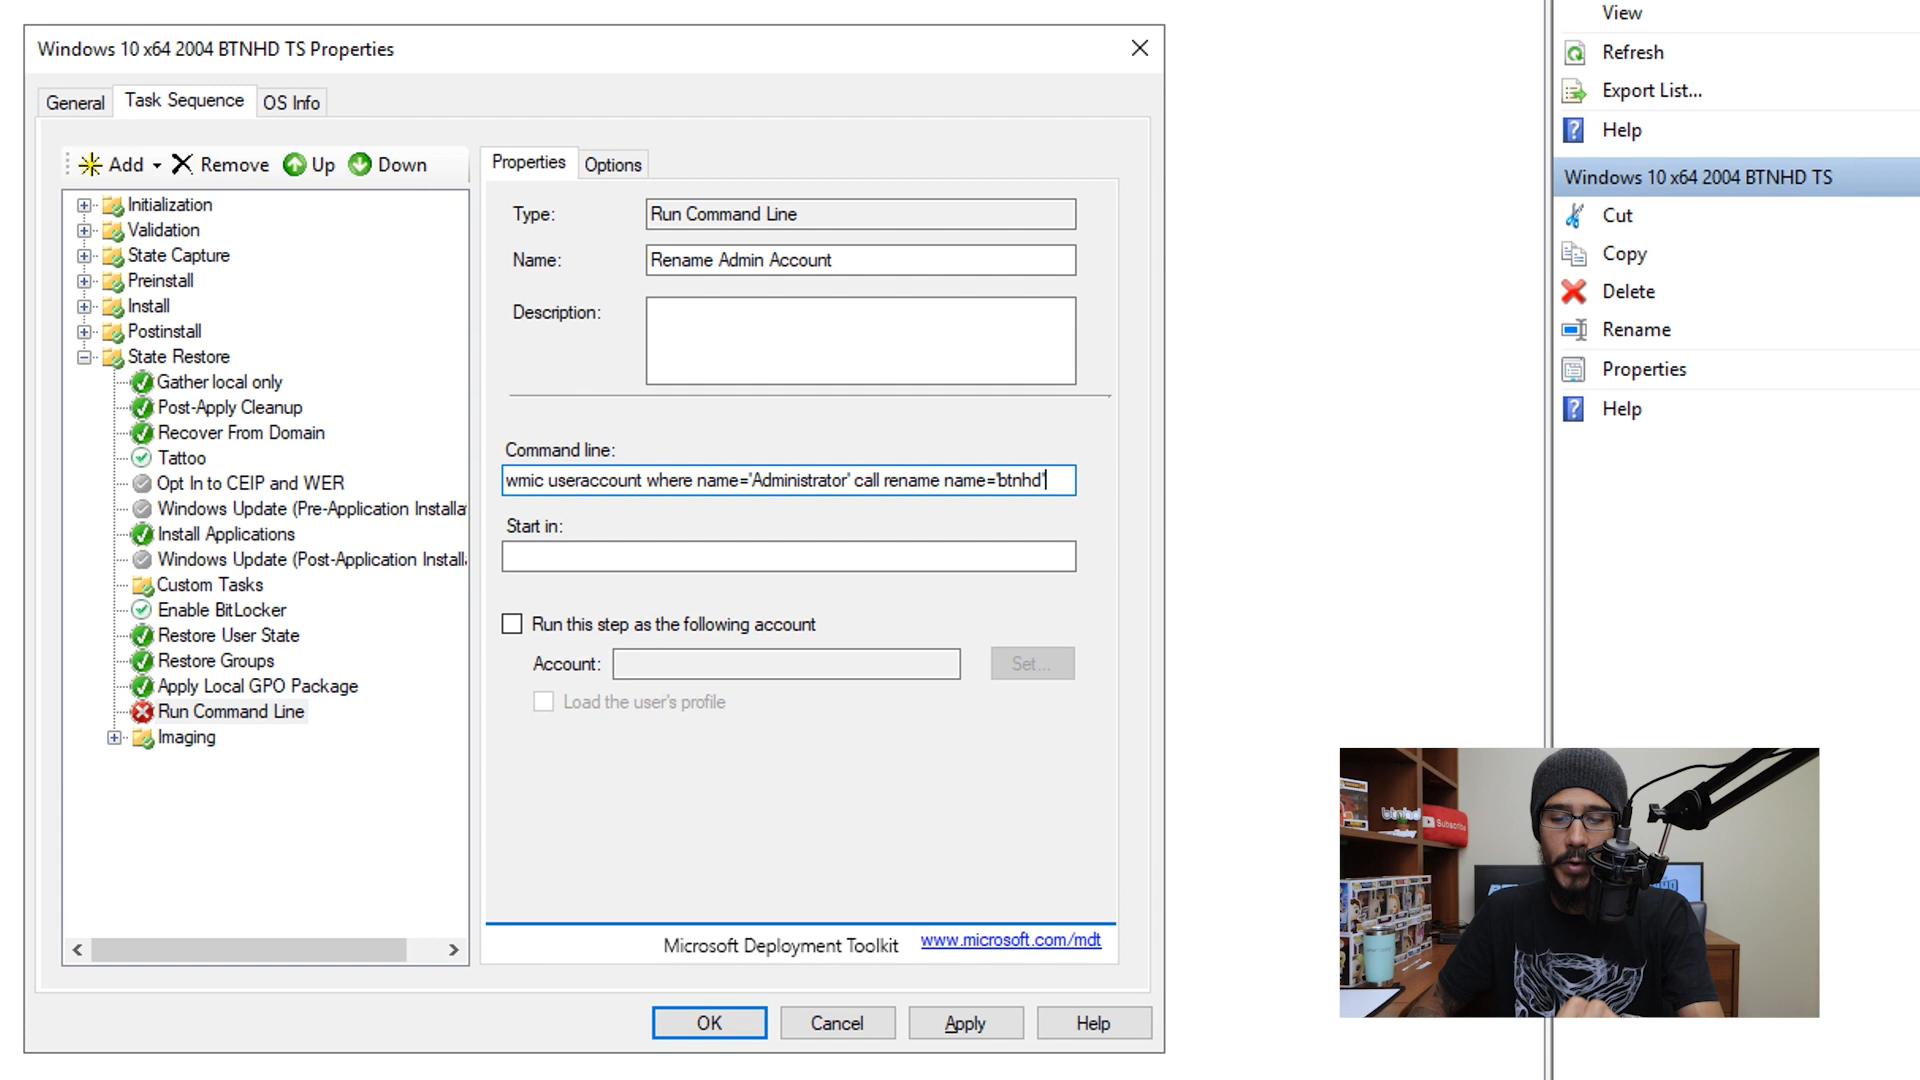 Windows 10 x64 2004 BTNHD TS Properties
General
Task Sequence
OS Info
Add
Remove
Up
Down
Initialization
Validation
State Capture
Preinstall
Install
Postinstall
State Restore
Gather local only
Post-Apply Cleanup
Recover From Domain
Tattoo
Opt In to CEIP and WER
Windows Update (Pre-Application Installa
Install Applications
Windows Update (Post-Application Install
Custom Tasks
Enable BitLocker
Restore User State
Restore Groups
Apply Local GPO Package
Run Command Line
Imaging
Properties
Options
Type:
Run Command Line
Name:
Rename Admin Account
Description:
Command line:
wmic useraccount where name='Administrator' call rename name='btnhd'
Start in:
Run this step as the following account
Account:
Set...
Load the user's profile
Microsoft Deployment Toolkit
www.microsoft.com/mdt
OK
Cancel
Apply
Help
View
Refresh
Export List...
Help
Windows 10 x64 2004 BTNHD TS
Cut
Copy
Delete
Rename
Properties
Help
btnhd
Subscribe